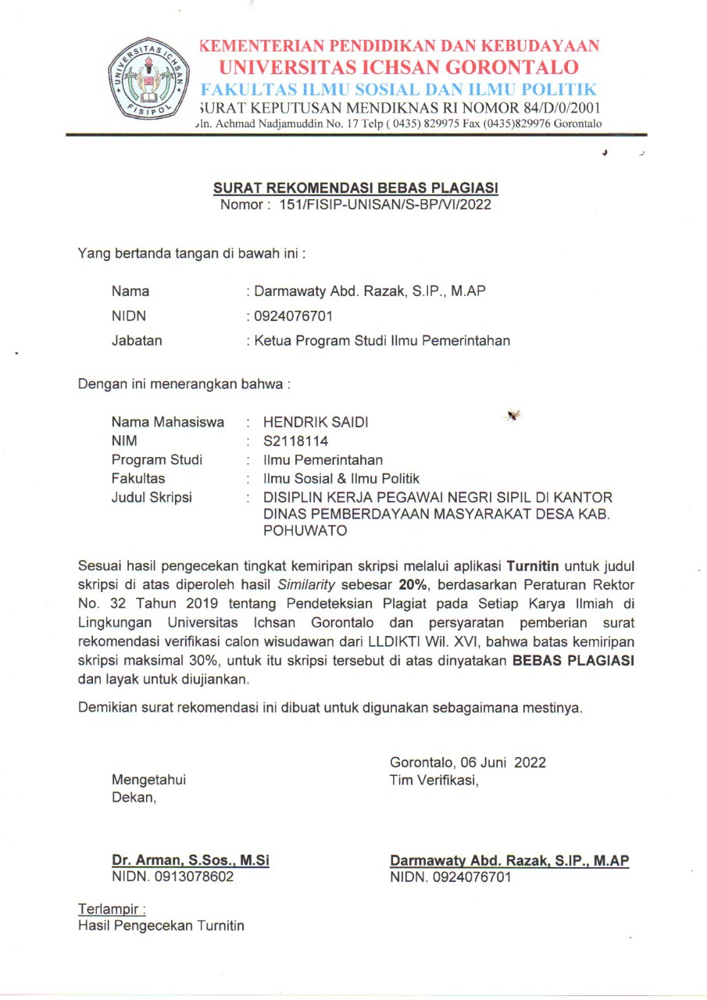 UNIVERSITAS ICHSAN
FISIPOL
KEMENTERIAN PENDIDIKAN DAN KEBUDAYAAN
UNIVERSITAS ICHSAN GORONTALO
FAKULTAS ILMU SOSIAL DAN ILMU POLITIK
SURAT KEPUTUSAN MENDIKNAS RI NOMOR 84/D/0/2001
Jln. Achmad Nadjamuddin No. 17 Telp ( 0435) 829975 Fax (0435)829976 Gorontalo
SURAT REKOMENDASI BEBAS PLAGIASI
Nomor : 151/FISIP-UNISAN/S-BP/VI/2022
Yang bertanda tangan di bawah ini :
Nama : Darmawaty Abd. Razak, S.IP., M.AP
NIDN : 0924076701
Jabatan : Ketua Program Studi Ilmu Pemerintahan
Dengan ini menerangkan bahwa :
Nama Mahasiswa : HENDRIK SAIDI
NIM : S2118114
Program Studi : Ilmu Pemerintahan
Fakultas : Ilmu Sosial & Ilmu Politik
Judul Skripsi : DISIPLIN KERJA PEGAWAI NEGRI SIPIL DI KANTOR
DINAS PEMBERDAYAAN MASYARAKAT DESA KAB.
POHUWATO
Sesuai hasil pengecekan tingkat kemiripan skripsi melalui aplikasi Turnitin untuk judul
skripsi di atas diperoleh hasil Similarity sebesar 20%, berdasarkan Peraturan Rektor
No. 32 Tahun 2019 tentang Pendeteksian Plagiat pada Setiap Karya Ilmiah di
Lingkungan Universitas Ichsan Gorontalo dan persyaratan pemberian surat
rekomendasi verifikasi calon wisudawan dari LLDIKTI Wil. XVI, bahwa batas kemiripan
skripsi maksimal 30%, untuk itu skripsi tersebut di atas dinyatakan BEBAS PLAGIASI
dan layak untuk diujiankan.
Demikian surat rekomendasi ini dibuat untuk digunakan sebagaimana mestinya.
Gorontalo, 06 Juni 2022
Mengetahui Tim Verifikasi,
Dekan,
Dr. Arman, S.Sos., M.Si Darmawaty Abd. Razak, S.IP., M.AP
NIDN. 0913078602 NIDN. 0924076701
Terlampir :
Hasil Pengecekan Turnitin